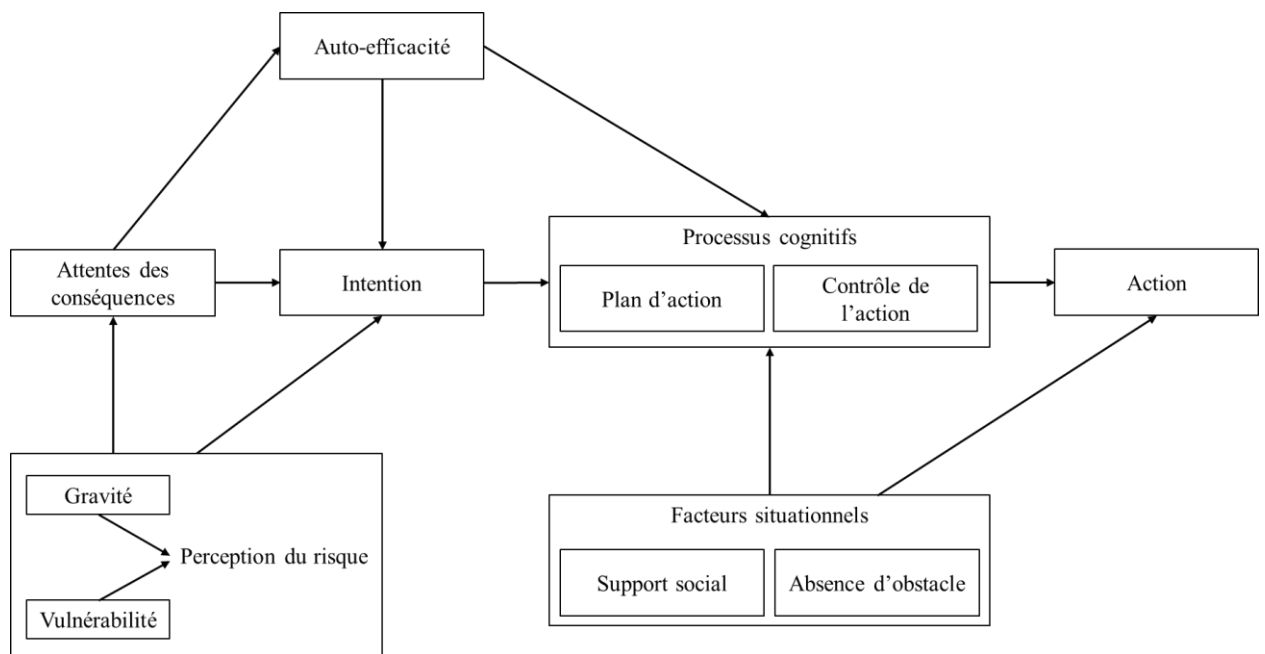 Auto-efficacité
Processus cognitifs
Attentes des
conséquences
Intention
Plan d’action
Contrôle de
l’action
Action
Gravité
Perception du risque
Vulnérabilité
Facteurs situationnels
Support social
Absence d’obstacle